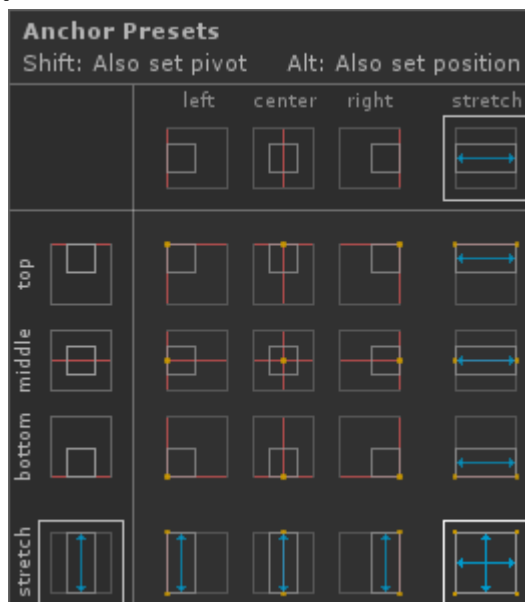 Anchor Presets
Shift: Also set pivot Alt: Also set position
left center right stretch
top
middle
bottom
stretch